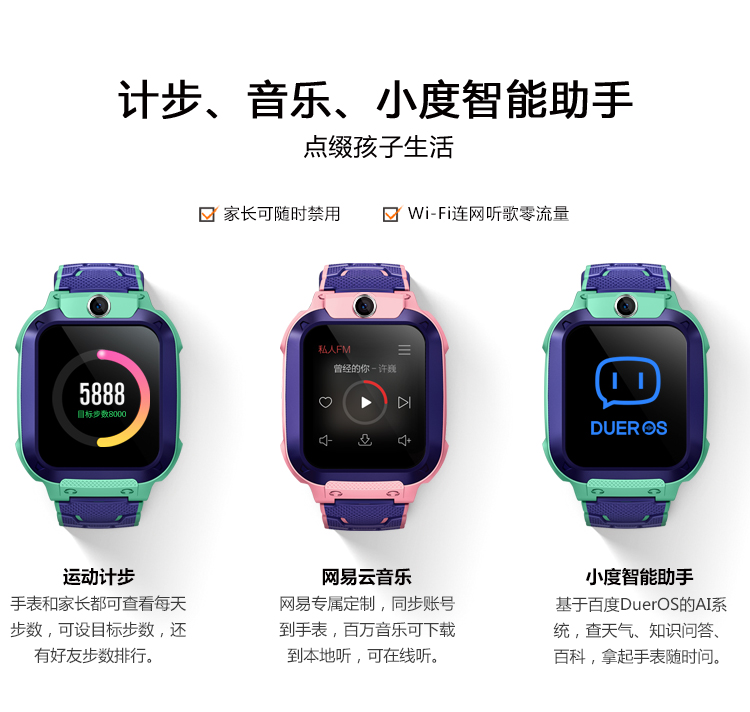 计步、音乐、小度智能助手
点缀孩子生活
家长可随时禁用
Wi-Fi连网听歌零流量
5888
目标步数8000
私人FM
曾经的你 - 许巍
DUER OS
运动计步
手表和家长都可查看每天
步数，可设目标步数，还
有好友步数排行。
网易云音乐
网易专属定制，同步账号
到手表，百万音乐可下载
到本地听，可在线听。
小度智能助手
基于百度DuerOS的AI系
统，查天气、知识问答、
百科，拿起手表随时问。